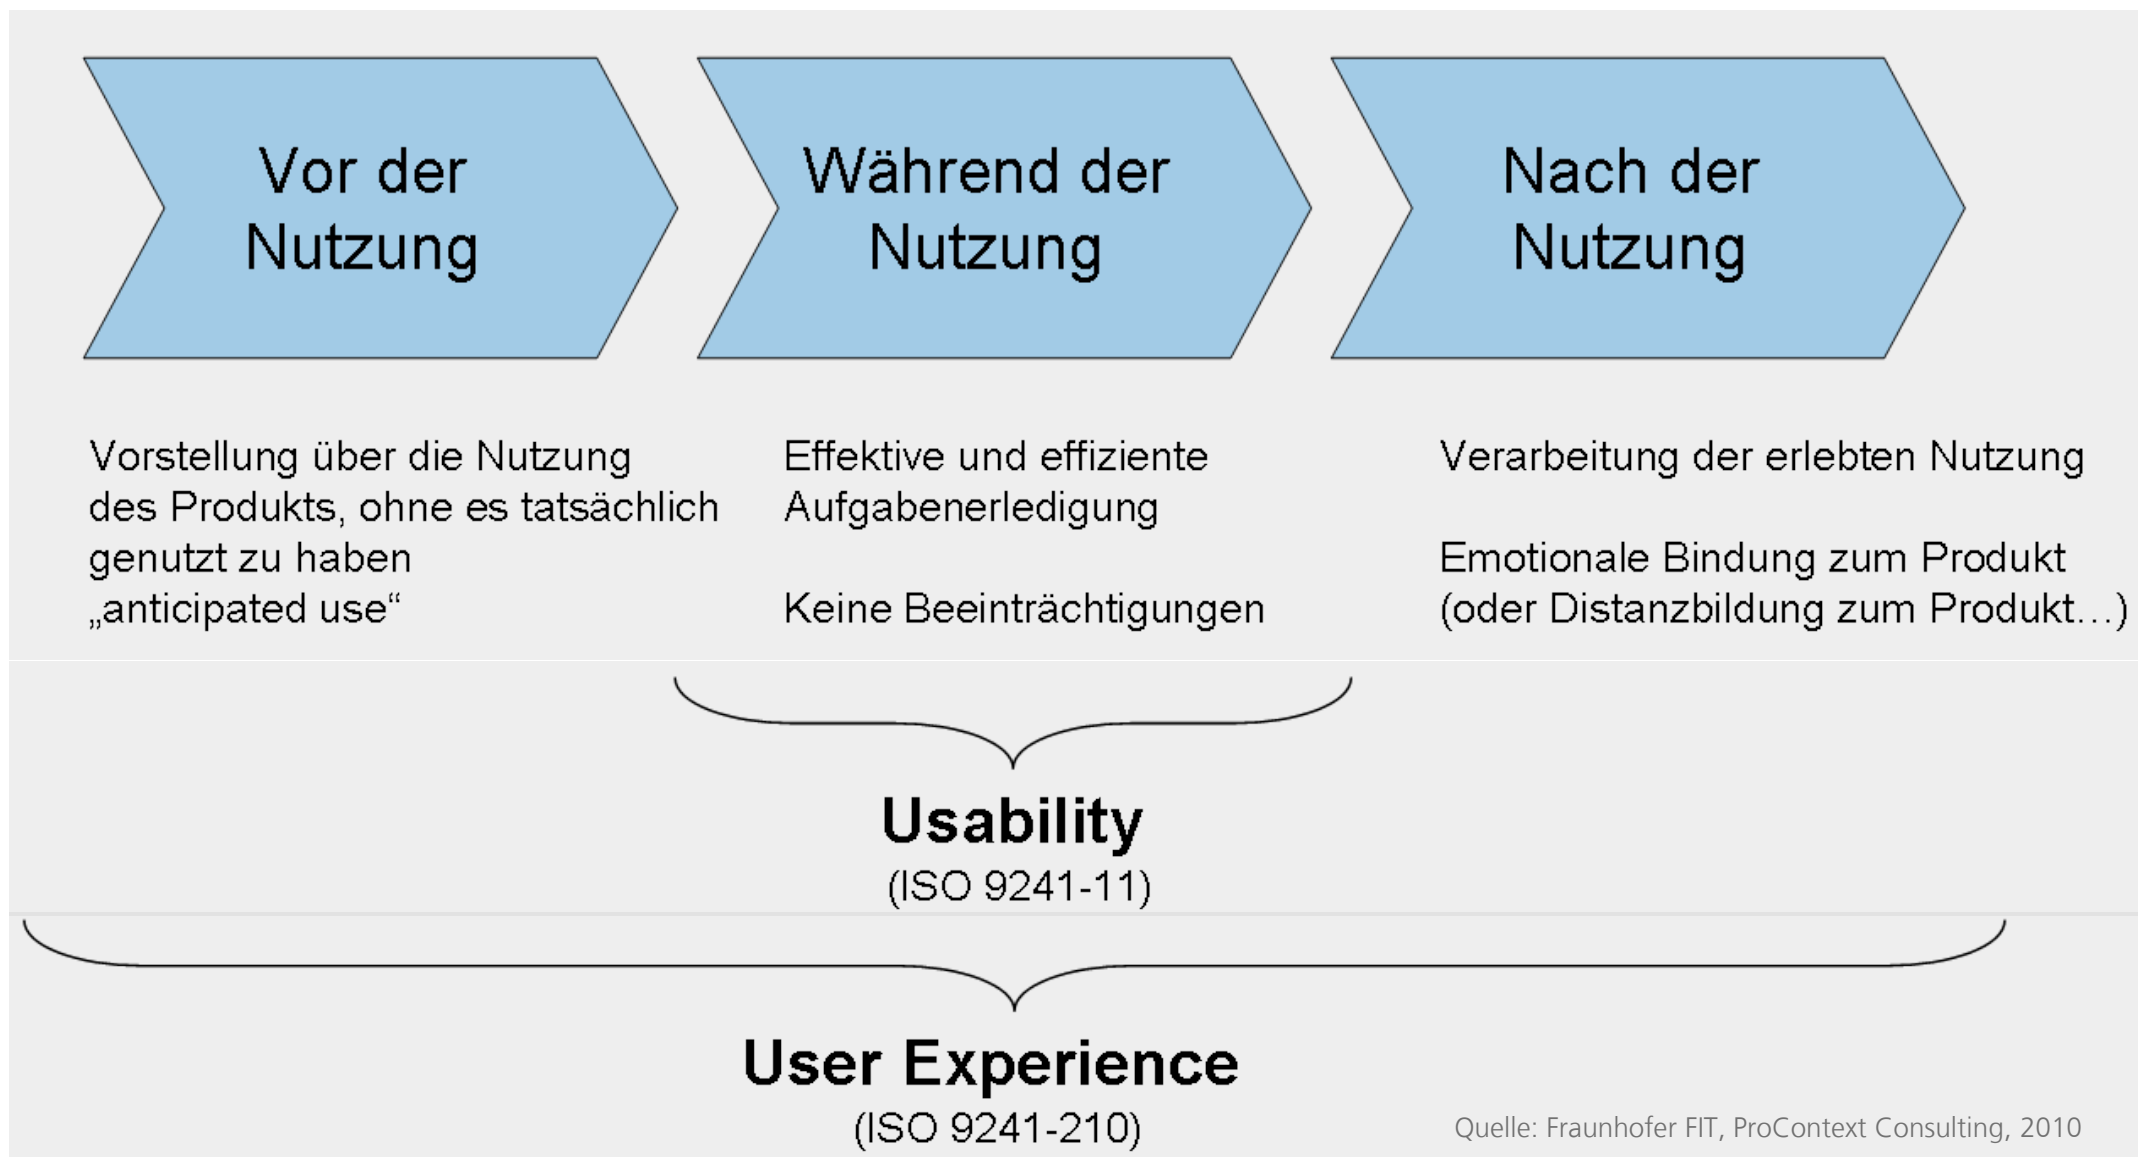 Vor der
Nutzung
Während der
Nutzung
Nach der
Nutzung
Vorstellung über die Nutzung
des Produkts, ohne es tatsächlich
genutzt zu haben
„anticipated use“
Effektive und effiziente
Aufgabenerledigung
Keine Beeinträchtigungen
Verarbeitung der erlebten Nutzung
Emotionale Bindung zum Produkt
(oder Distanzbildung zum Produkt…)
Usability
(ISO 9241-11)
User Experience
(ISO 9241-210)
Quelle: Fraunhofer FIT, ProContext Consulting, 2010